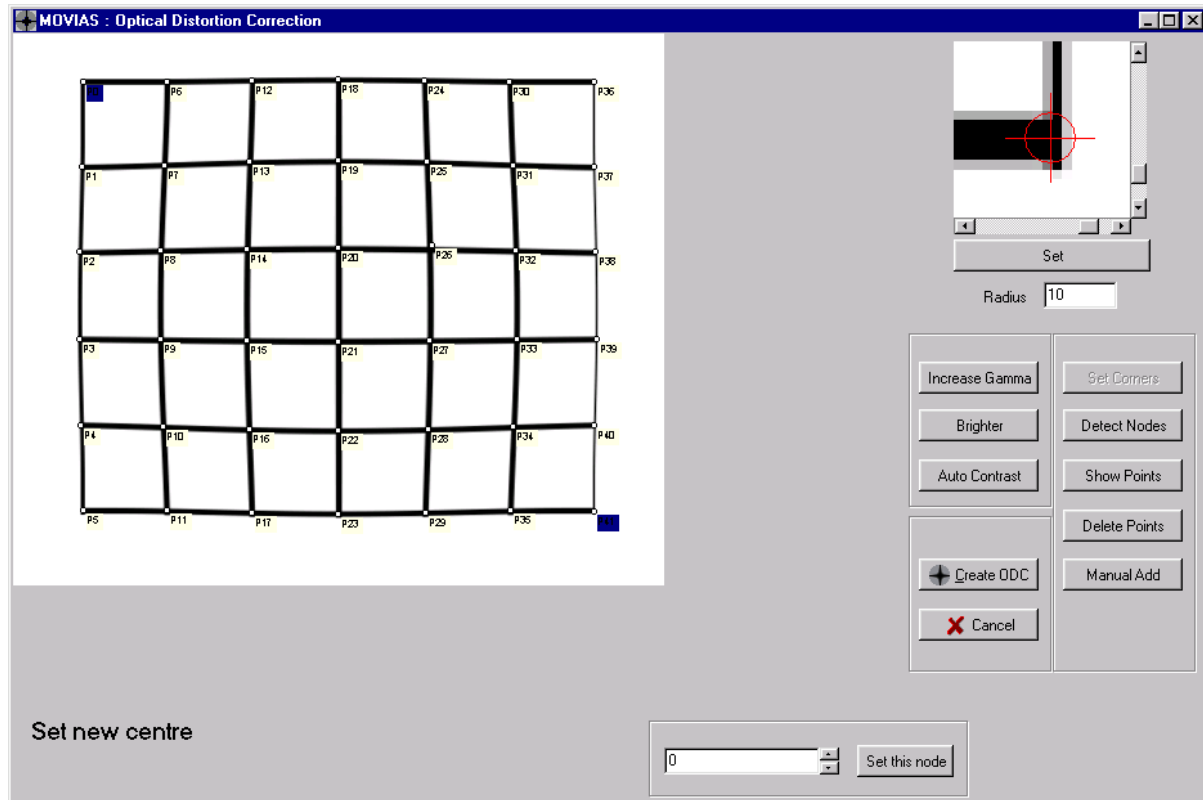 MOVIAS : Optical Distortion Correction
P6 P12 P18 P24 P30 P36
P1 P7 P13 P19 P25 P31 P37
P2 P8 P14 P20 P26 P32 P38
P3 P9 P15 P21 P27 P33 P39
P4 P10 P16 P22 P28 P34 P40
P5 P11 P17 P23 P29 P35
Set
Radius 10
Increase Gamma
Brighter
Auto Contrast
Set Corners
Detect Nodes
Show Points
Delete Points
Manual Add
Create ODC
Cancel
Set new centre
0
Set this node